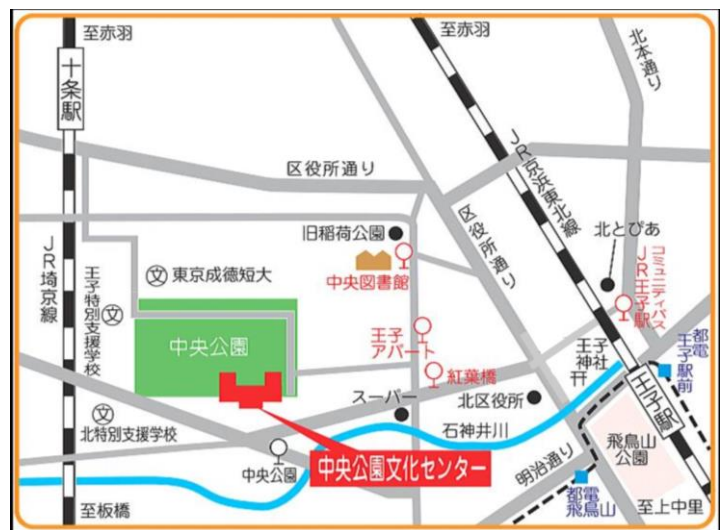 至赤羽
十条駅
JR埼京線
至板橋
区役所通り
旧稲荷公園
中央図書館
文
東京成徳短大
王子特別支援学校
文
中央公園
王子
アパート
紅葉橋
スーパー
文
北特別支援学校
中央公園
中央公園文化センター
石神井川
北区役所
至赤羽
北本通り
JR京浜東北線
区役所通り
北とぴあ
コミュニティバス
JR王子駅
王子
神社
都電
王子駅前
王子駅
飛鳥山
公園
明治通り
都電
飛鳥山
至上中里